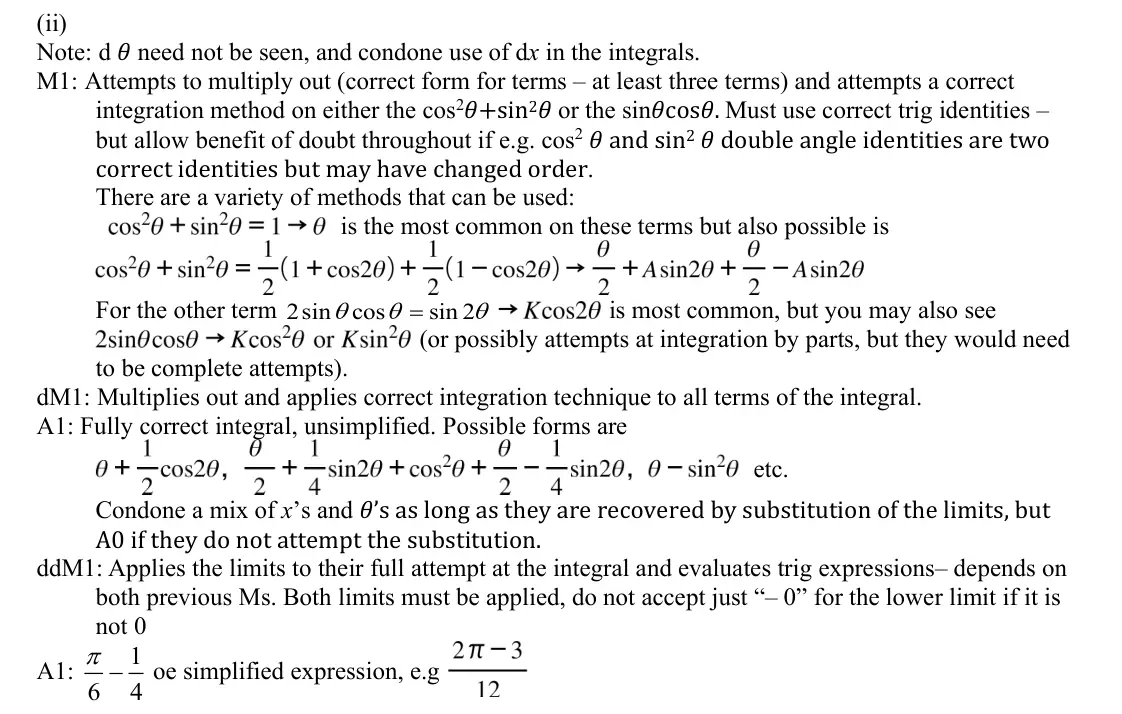 (ii)
Note: d θ need not be seen, and condone use of dx in the integrals.
M1: Attempts to multiply out (correct form for terms – at least three terms) and attempts a correct
integration method on either the cos²θ+sin²θ or the sinθcosθ. Must use correct trig identities –
but allow benefit of doubt throughout if e.g. cos² θ and sin² θ double angle identities are two
correct identities but may have changed order.
There are a variety of methods that can be used:
cos²θ + sin²θ = 1 → θ is the most common on these terms but also possible is
cos²θ + sin²θ = 1/2(1 + cos2θ) + 1/2(1 − cos2θ) → θ/2 + Asin2θ + θ/2 − Asin2θ
For the other term 2 sin θ cos θ = sin 2θ → Kcos2θ is most common, but you may also see
2sinθcosθ → Kcos²θ or Ksin²θ (or possibly attempts at integration by parts, but they would need
to be complete attempts).
dM1: Multiplies out and applies correct integration technique to all terms of the integral.
A1: Fully correct integral, unsimplified. Possible forms are
θ + 1/2 cos2θ, θ/2 + 1/4 sin2θ + cos²θ + θ/2 − 1/4 sin2θ, θ − sin²θ etc.
Condone a mix of x's and θ's as long as they are recovered by substitution of the limits, but
A0 if they do not attempt the substitution.
ddM1: Applies the limits to their full attempt at the integral and evaluates trig expressions– depends on
both previous Ms. Both limits must be applied, do not accept just “– 0” for the lower limit if it is
not 0
A1: π/6 − 1/4 oe simplified expression, e.g (2π − 3)/12